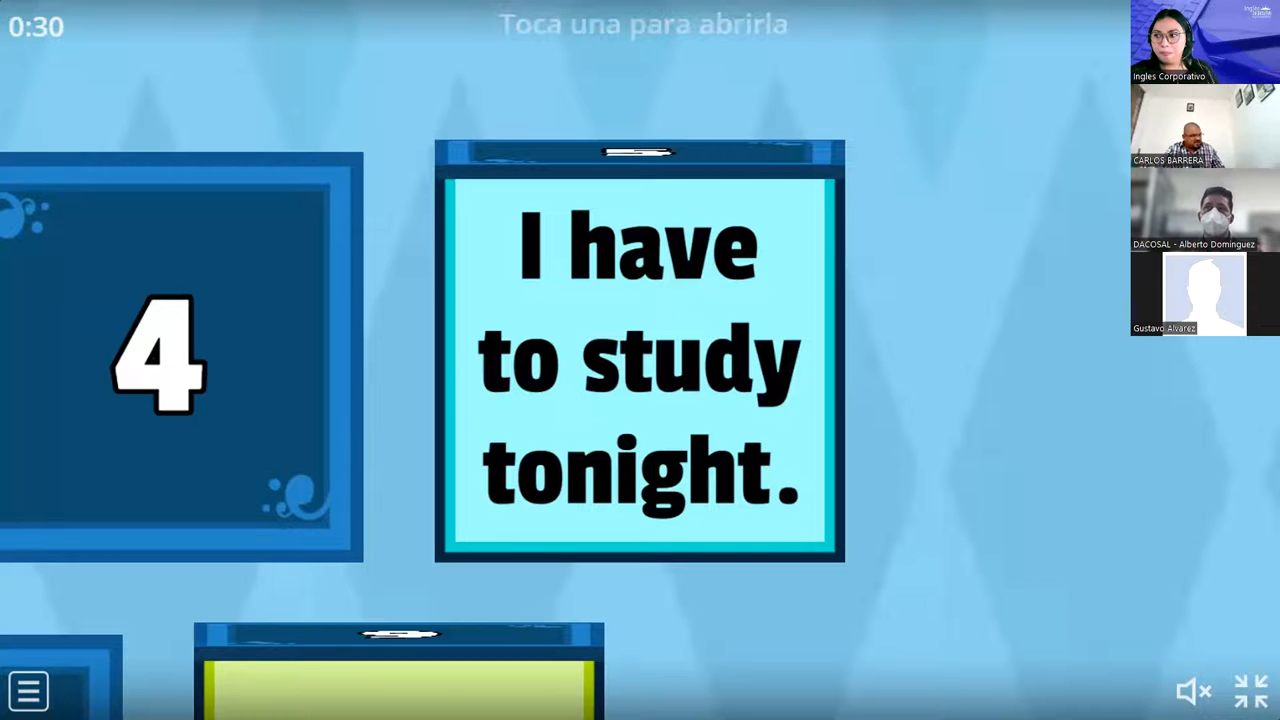 0:30
Toca una para abrirla
Ingles Corporativo
CARLOS BARRERA
DACOSAL - Alberto Dominguez
Gustavo Alvarez
4
I have
to study
tonight.